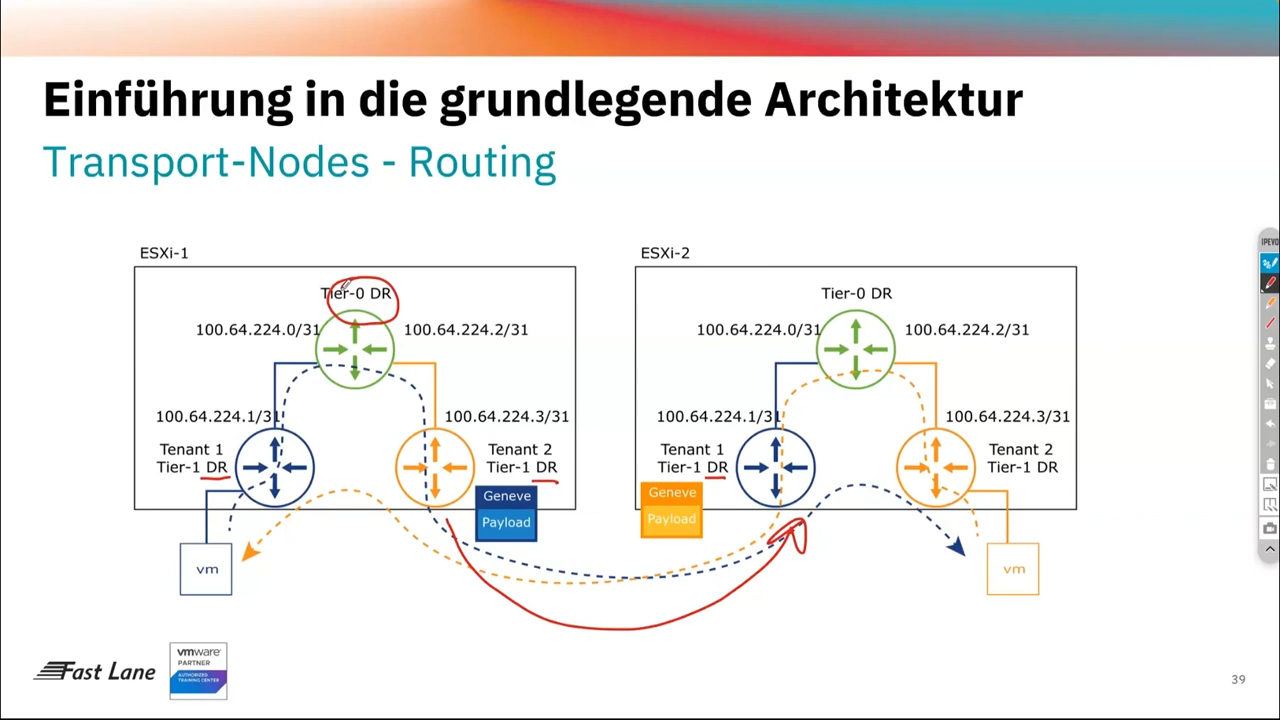 Einführung in die grundlegende Architektur
Transport-Nodes - Routing
ESXi-1
Tier-0 DR
100.64.224.0/31
100.64.224.2/31
100.64.224.1/31
100.64.224.3/31
Tenant 1
Tier-1 DR
Tenant 2
Tier-1 DR
Geneve
Payload
vm
ESXi-2
Tier-0 DR
100.64.224.0/31
100.64.224.2/31
100.64.224.1/31
100.64.224.3/31
Tenant 1
Tier-1 DR
Tenant 2
Tier-1 DR
Geneve
Payload
vm
Fast Lane
vmware
PARTNER
AUTHORIZED
TRAINING CENTER
39
IPEVO